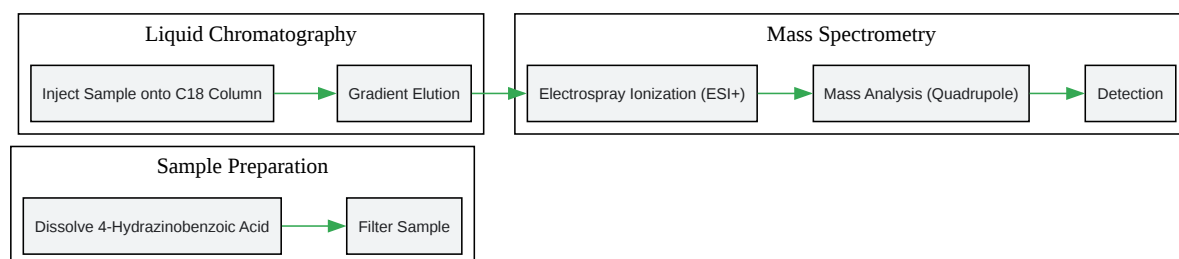 Liquid Chromatography
Inject Sample onto C18 Column
Gradient Elution
Mass Spectrometry
Electrospray Ionization (ESI+)
Mass Analysis (Quadrupole)
Detection
Sample Preparation
Dissolve 4-Hydrazinobenzoic Acid
Filter Sample